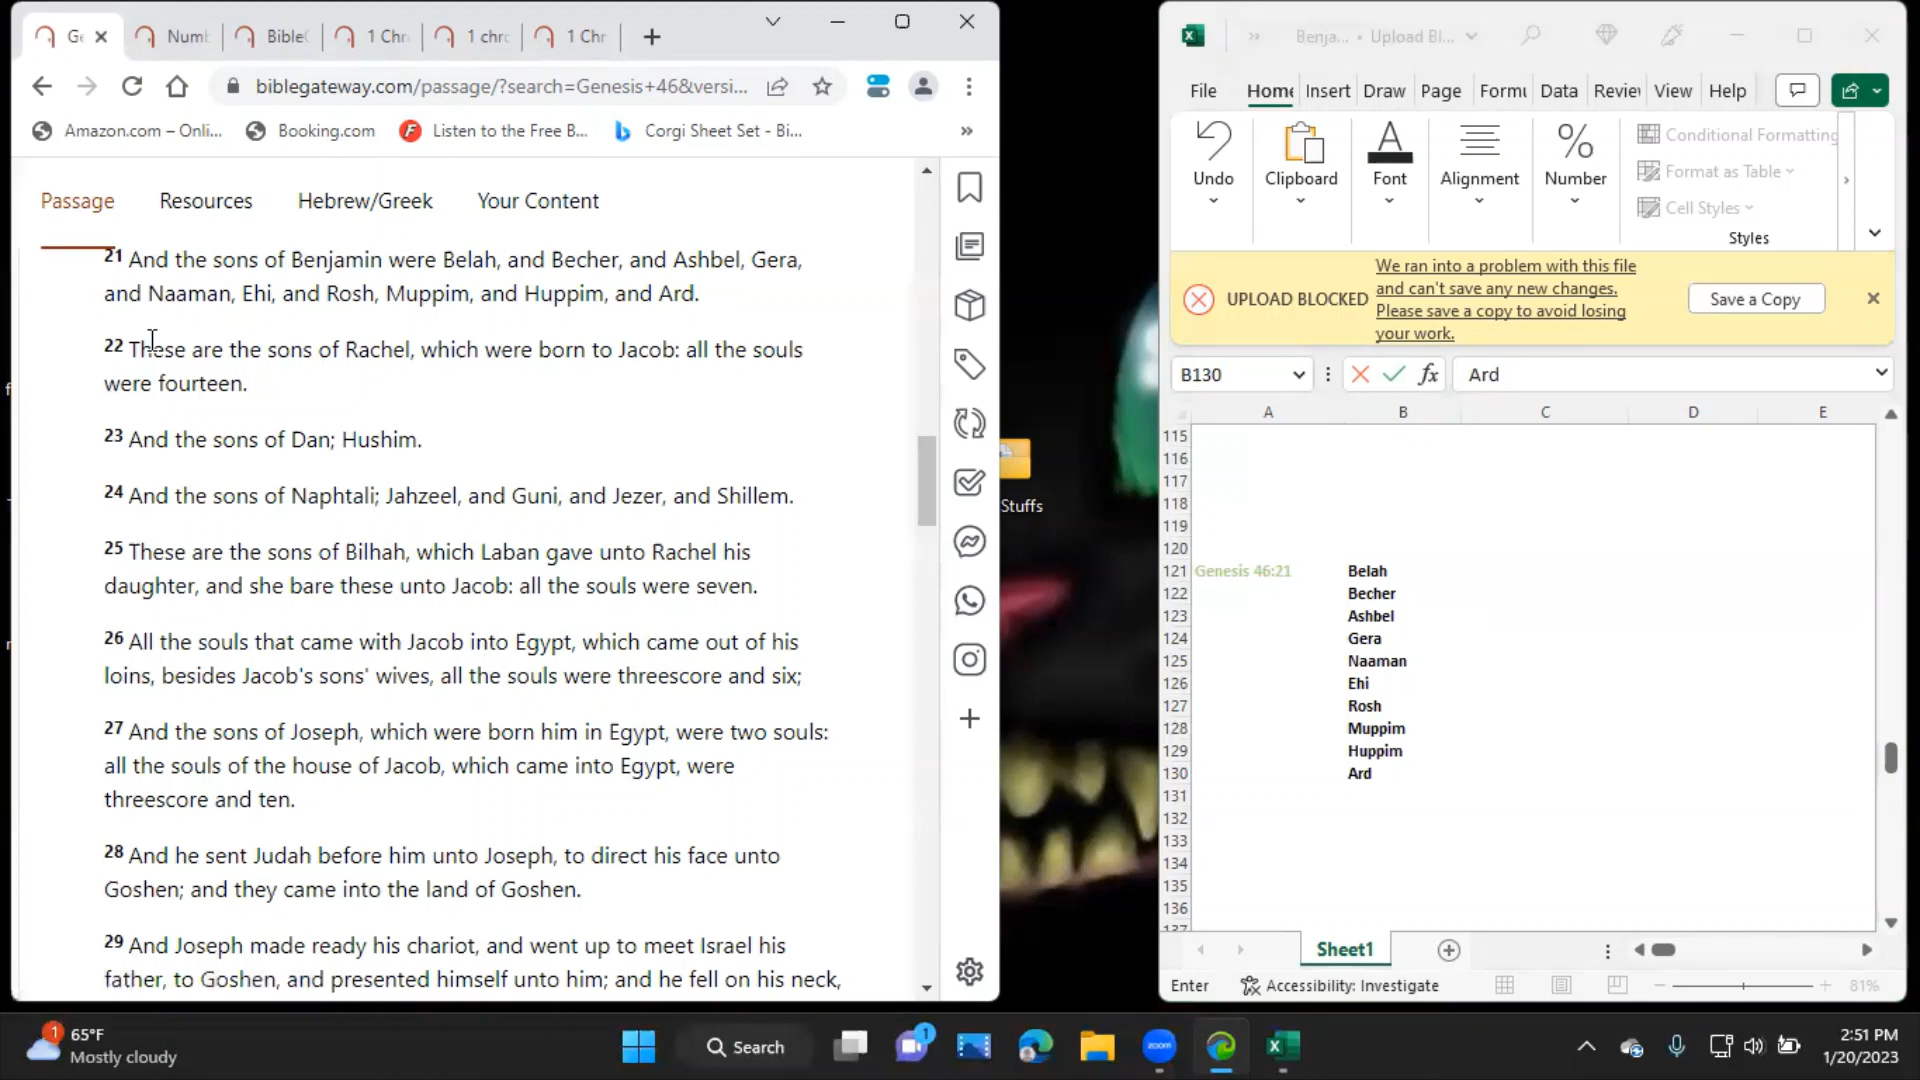 Ge
Numb
BibleG
1 Chr
1 chro
1 Chr
biblegateway.com/passage/?search=Genesis+46&versi...
Amazon.com – Onli...
Booking.com
Listen to the Free B...
Corgi Sheet Set - Bi...
Passage
Resources
Hebrew/Greek
Your Content
21 And the sons of Benjamin were Belah, and Becher, and Ashbel, Gera,
and Naaman, Ehi, and Rosh, Muppim, and Huppim, and Ard.
22 These are the sons of Rachel, which were born to Jacob: all the souls
were fourteen.
23 And the sons of Dan; Hushim.
24 And the sons of Naphtali; Jahzeel, and Guni, and Jezer, and Shillem.
25 These are the sons of Bilhah, which Laban gave unto Rachel his
daughter, and she bare these unto Jacob: all the souls were seven.
26 All the souls that came with Jacob into Egypt, which came out of his
loins, besides Jacob's sons' wives, all the souls were threescore and six;
27 And the sons of Joseph, which were born him in Egypt, were two souls:
all the souls of the house of Jacob, which came into Egypt, were
threescore and ten.
28 And he sent Judah before him unto Joseph, to direct his face unto
Goshen; and they came into the land of Goshen.
29 And Joseph made ready his chariot, and went up to meet Israel his
father, to Goshen, and presented himself unto him; and he fell on his neck,
Stuffs
Benja... • Upload Bl...
File Home Insert Draw Page Formu Data Review View Help
Undo
Clipboard
Font
Alignment
Number
Conditional Formatting
Format as Table
Cell Styles
Styles
UPLOAD BLOCKED
We ran into a problem with this file
and can't save any new changes.
Please save a copy to avoid losing
your work.
Save a Copy
B130
fx
Ard
A B C D E
115
116
117
118
119
120
121 Genesis 46:21 Belah
122 Becher
123 Ashbel
124 Gera
125 Naaman
126 Ehi
127 Rosh
128 Muppim
129 Huppim
130 Ard
131
132
133
134
135
136
137
Sheet1
Enter
Accessibility: Investigate
81%
1
65°F
Mostly cloudy
Search
1
zoom
2:51 PM
1/20/2023